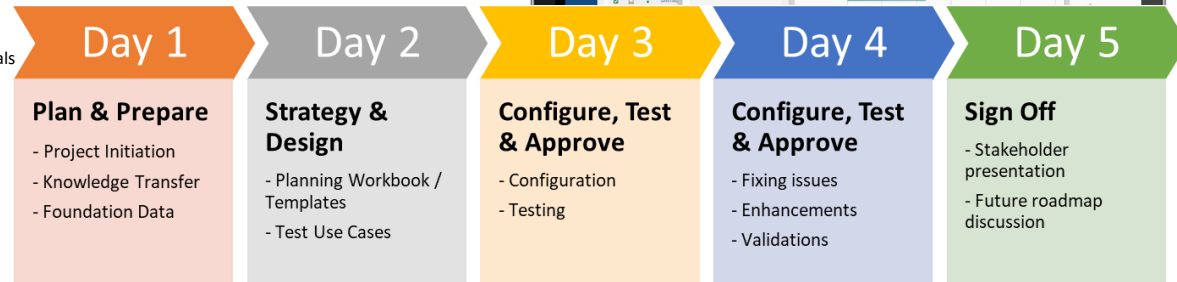 Day 1
Day 2
Day 3
Day 4
Day 5
als
Plan & Prepare
- Project Initiation
- Knowledge Transfer
- Foundation Data
Strategy &
Design
- Planning Workbook /
Templates
- Test Use Cases
Configure, Test
& Approve
- Configuration
- Testing
Configure, Test
& Approve
- Fixing issues
- Enhancements
- Validations
Sign Off
- Stakeholder
presentation
- Future roadmap
discussion